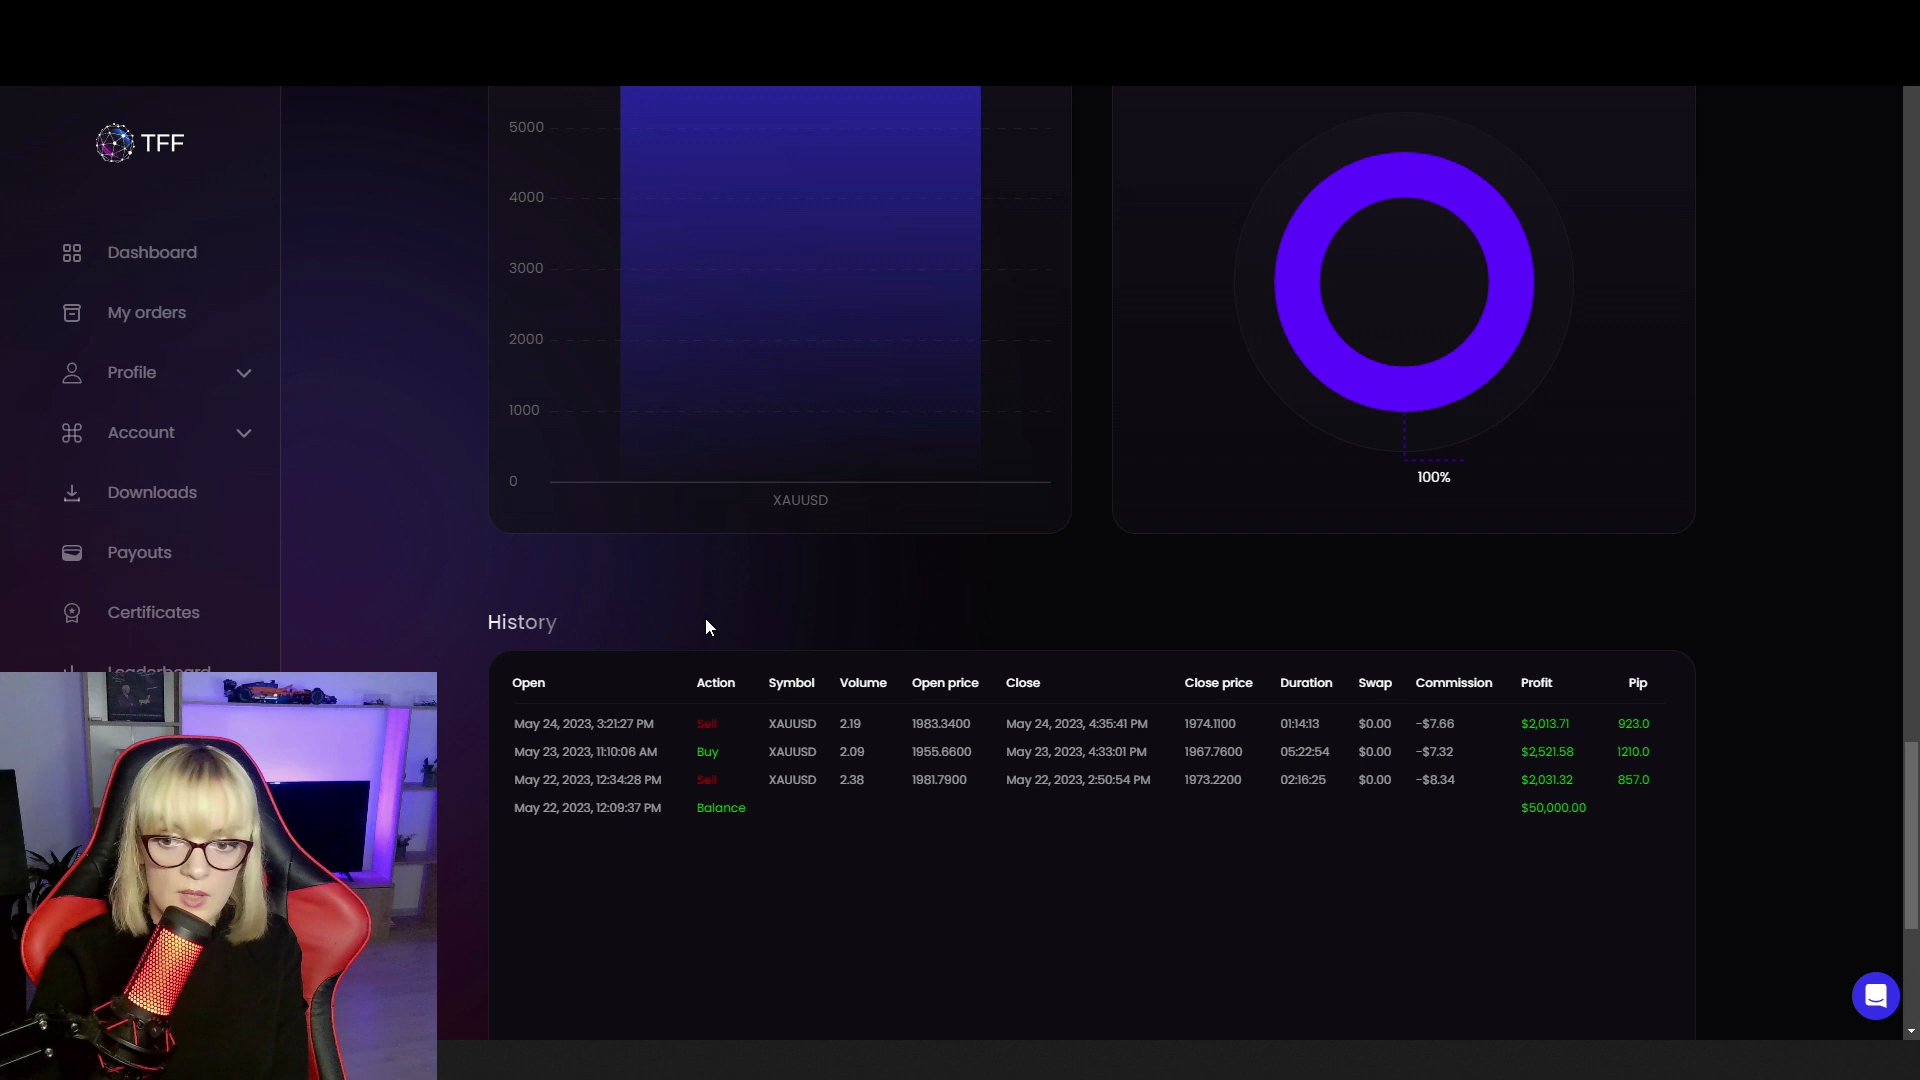 TFF
Dashboard
My orders
Profile
Account
Downloads
Payouts
Certificates
Leaderboard
5000
4000
3000
2000
1000
0
XAUUSD
100%
History
Open Action Symbol Volume Open price Close Close price Duration Swap Commission Profit Pip
May 24, 2023, 3:21:27 PM Sell XAUUSD 2.19 1983.3400 May 24, 2023, 4:35:41 PM 1974.1100 01:14:13 $0.00 -$7.66 $2,013.71 923.0
May 23, 2023, 11:10:06 AM Buy XAUUSD 2.09 1955.6600 May 23, 2023, 4:33:01 PM 1967.7600 05:22:54 $0.00 -$7.32 $2,521.58 1210.0
May 22, 2023, 12:34:28 PM Sell XAUUSD 2.38 1981.7900 May 22, 2023, 2:50:54 PM 1973.2200 02:16:25 $0.00 -$8.34 $2,031.32 857.0
May 22, 2023, 12:09:37 PM Balance $50,000.00